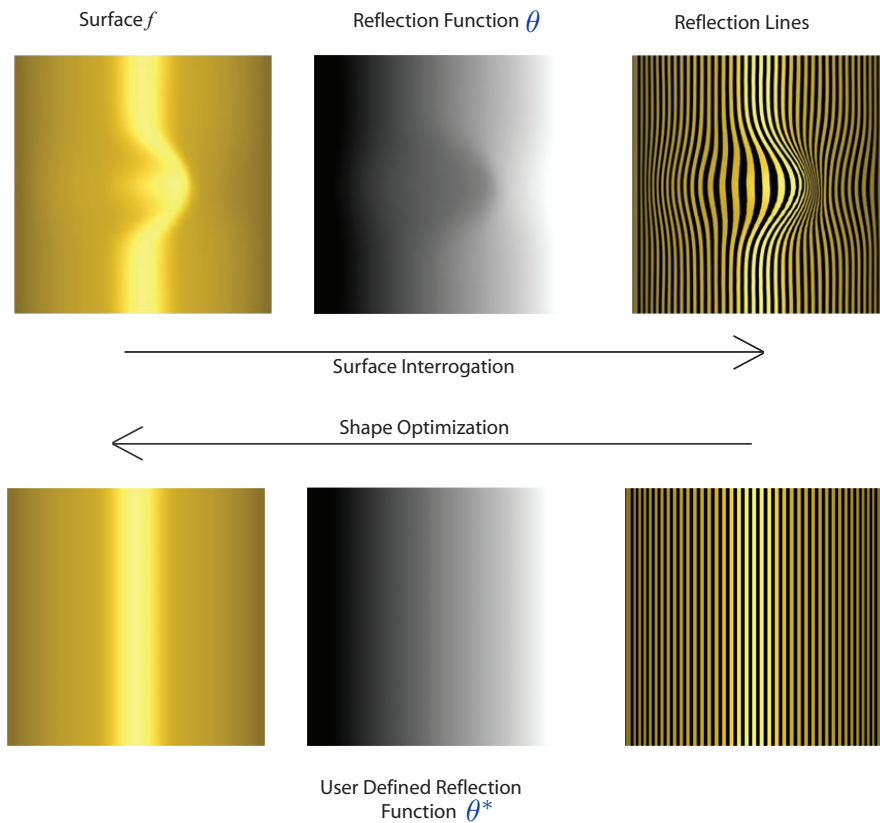 Surface f
Reflection Function θ
Reflection Lines
Surface Interrogation
Shape Optimization
User Defined Reflection
Function θ*